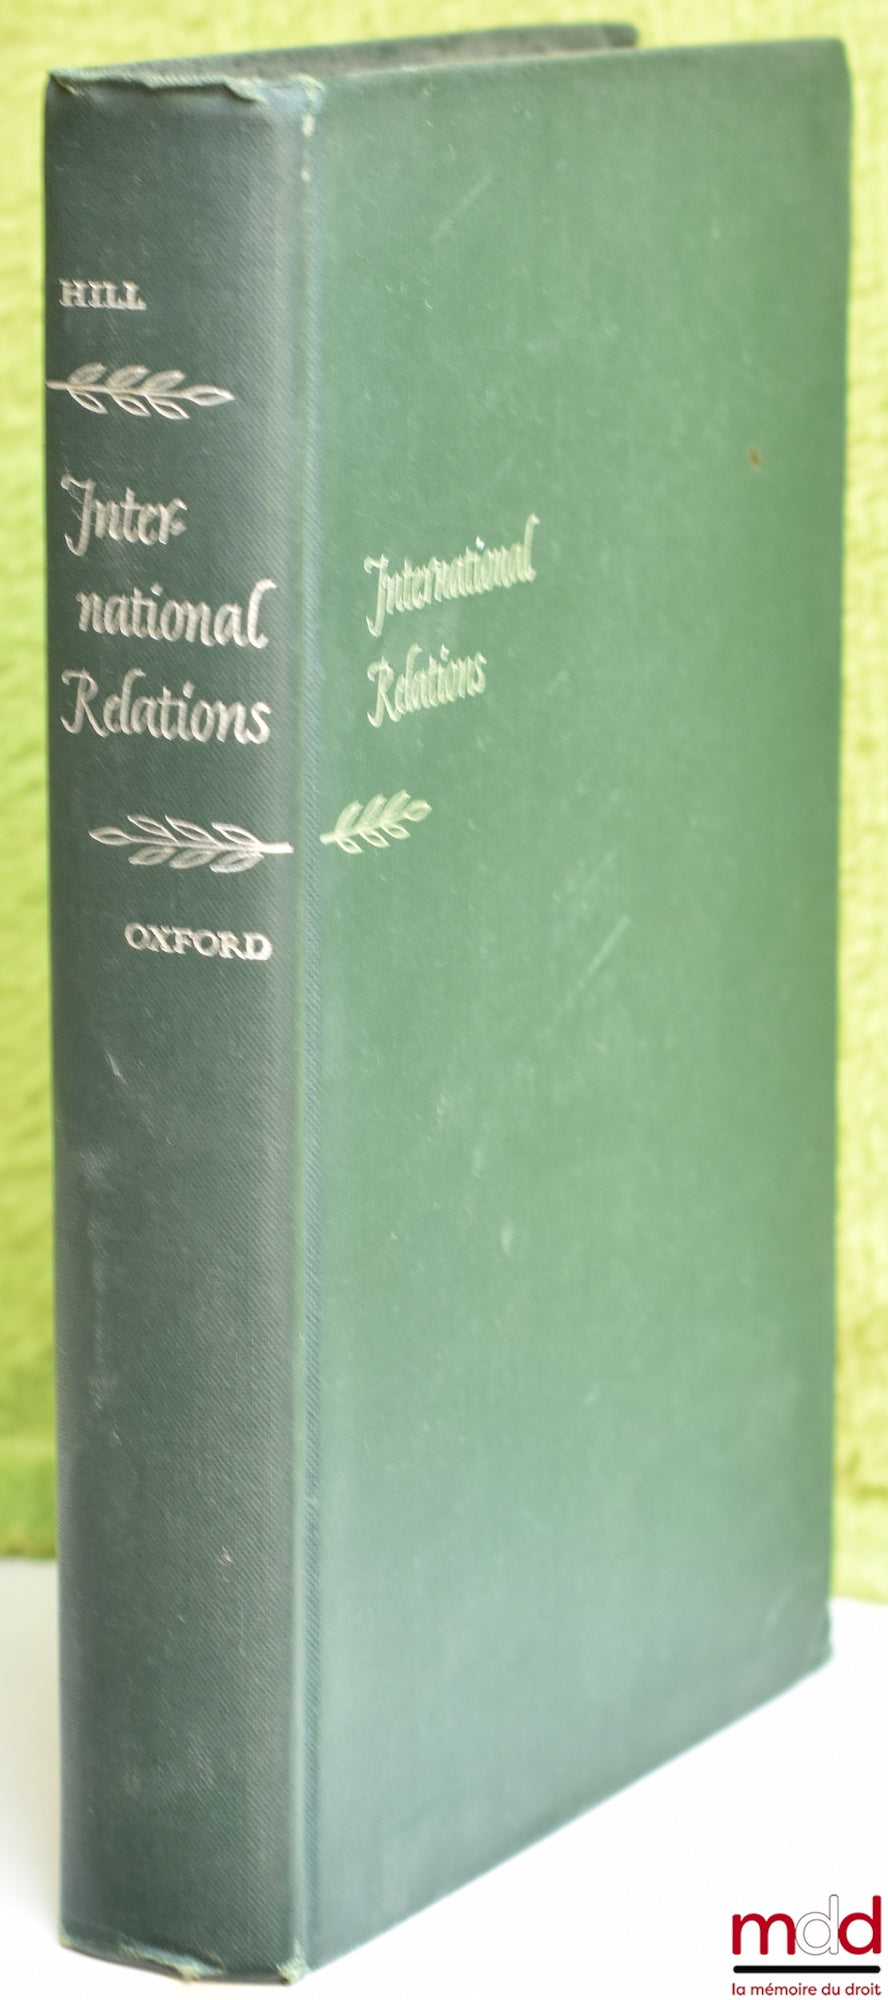 HILL
Inter-
national
Relations
OXFORD
International
Relations
mdd
la mémoire du droit